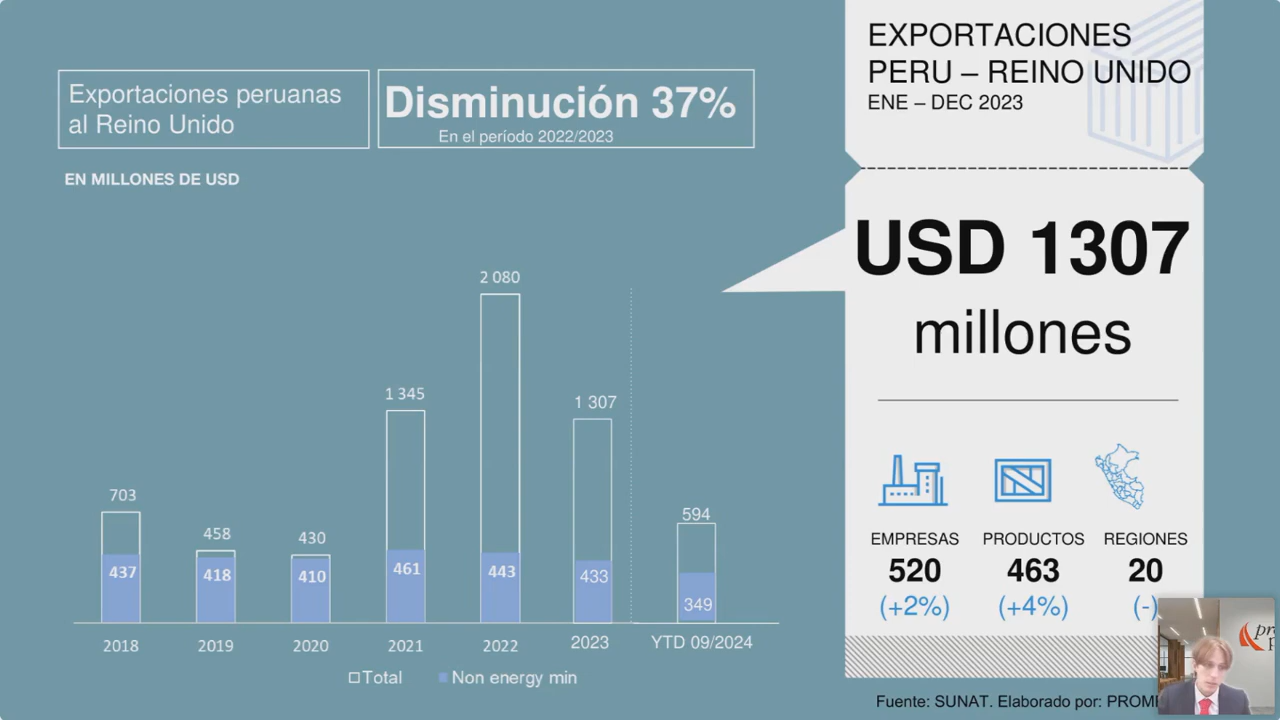 Exportaciones peruanas
al Reino Unido
Disminución 37%
En el período 2022/2023
EN MILLONES DE USD
2 080
1 345
1 307
703
594
458
430
437
418
410
461
443
433
349
2018
2019
2020
2021
2022
2023
YTD 09/2024
Total
Non energy min
EXPORTACIONES
PERU – REINO UNIDO
ENE – DEC 2023
USD 1307
millones
EMPRESAS
PRODUCTOS
REGIONES
520
463
20
(+2%)
(+4%)
(-)
Fuente: SUNAT. Elaborado por: